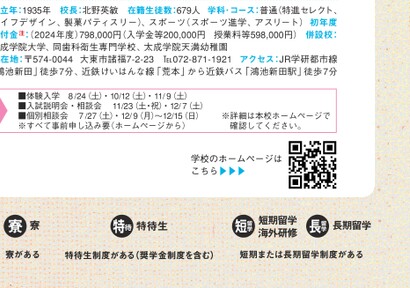 立年：1935年　校長：北野英敏　在籍生徒数：679人　学科・コース：普通（特進セレクト、
イフデザイン、製菓パティスリー）、スポーツ（スポーツ進学、アスリート）　初年度
付金注：（2024年度）798,000円（入学金等200,000円　授業料等598,000円）　併設校：
成学院大学、同歯科衛生専門学校、太成学院天満幼稚園
在地：〒574-0044　大東市諸福7-2-23　℡072-871-1921　アクセス：JR学研都市線
鴻池新田」徒歩7分、近鉄けいはんな線「荒本」から近鉄バス「鴻池新田駅」徒歩7分
■体験入学　8/24（土）・10/12（土）・11/9（土）
■入試説明会・相談会　11/23（土・祝）・12/7（土）
■個別相談会　7/27（土）・12/9（月）～12/15（日）　※詳細は本校ホームページで
※すべて事前申し込み要（ホームページから）　確認してください。
学校のホームページは
こちら▶▶▶
寮　寮
特待　特待生
短留学　短期留学
海外研修
長留学　長期留学
寮がある
特待生制度がある（奨学金制度を含む）
短期または長期留学制度がある